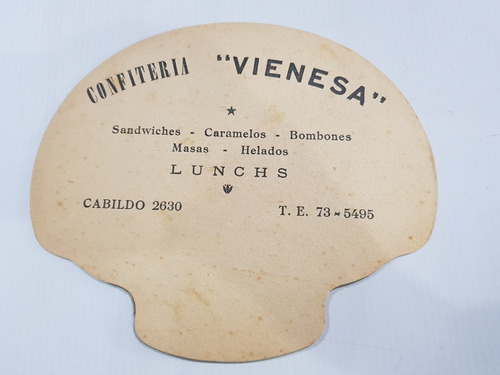 CONFITERIA "VIENESA"
Sandwiches - Caramelos - Bombones
Masas - Helados
LUNCHS
CABILDO 2630 T. E. 73-5495